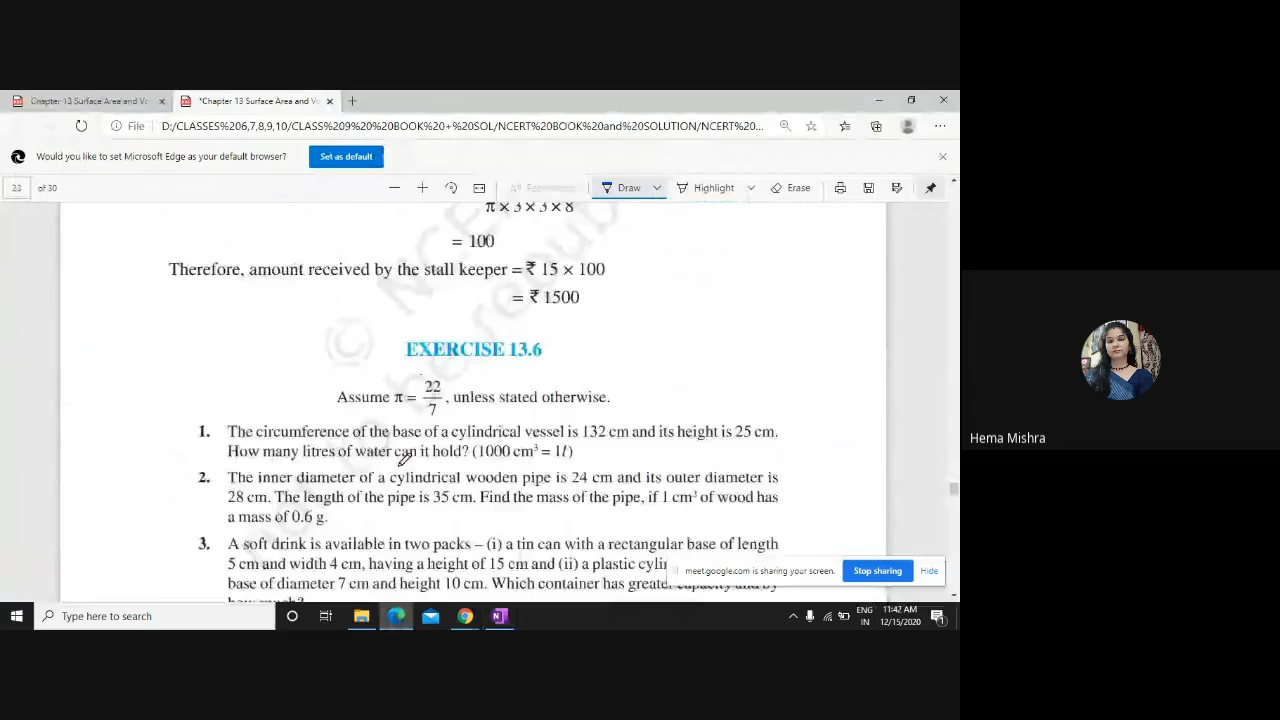 Chapter 13 Surface Area and Vo
*Chapter 13 Surface Area and Vo
File
D:/CLASSES%206,7,8,9,10/CLASS%209%20%20BOOK%20+%20SOL/NCERT%20BOOK%20and%20SOLUTION/NCERT%20...
Would you like to set Microsoft Edge as your default browser?
Set as default
23 of 30
Draw
Highlight
Erase
π × 3 × 3 × 8
= 100
Therefore, amount received by the stall keeper = ₹ 15 × 100
= ₹ 1500
© NCE
EXERCISE 13.6
Assume π = 22/7, unless stated otherwise.
1. The circumference of the base of a cylindrical vessel is 132 cm and its height is 25 cm.
How many litres of water can it hold? (1000 cm³ = 1l)
2. The inner diameter of a cylindrical wooden pipe is 24 cm and its outer diameter is
28 cm. The length of the pipe is 35 cm. Find the mass of the pipe, if 1 cm³ of wood has
a mass of 0.6 g.
3. A soft drink is available in two packs – (i) a tin can with a rectangular base of length
5 cm and width 4 cm, having a height of 15 cm and (ii) a plastic cylin
base of diameter 7 cm and height 10 cm. Which container has greater capacity and by
how much?
meet.google.com is sharing your screen.
Stop sharing
Hide
Hema Mishra
Type here to search
ENG
IN
11:42 AM
12/15/2020